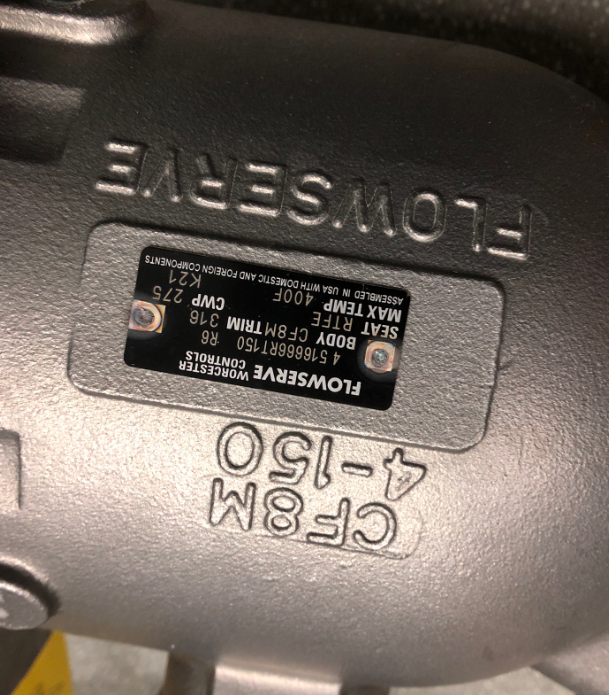 CF8M
4-150
FLOWSERVE WORCESTER CONTROLS
4 516666RT150 R6
BODY CF8M TRIM 316
SEAT RTFE CWP 275
MAX TEMP 400F K21
ASSEMBLED IN USA WITH DOMESTIC AND FOREIGN COMPONENTS
FLOWSERVE